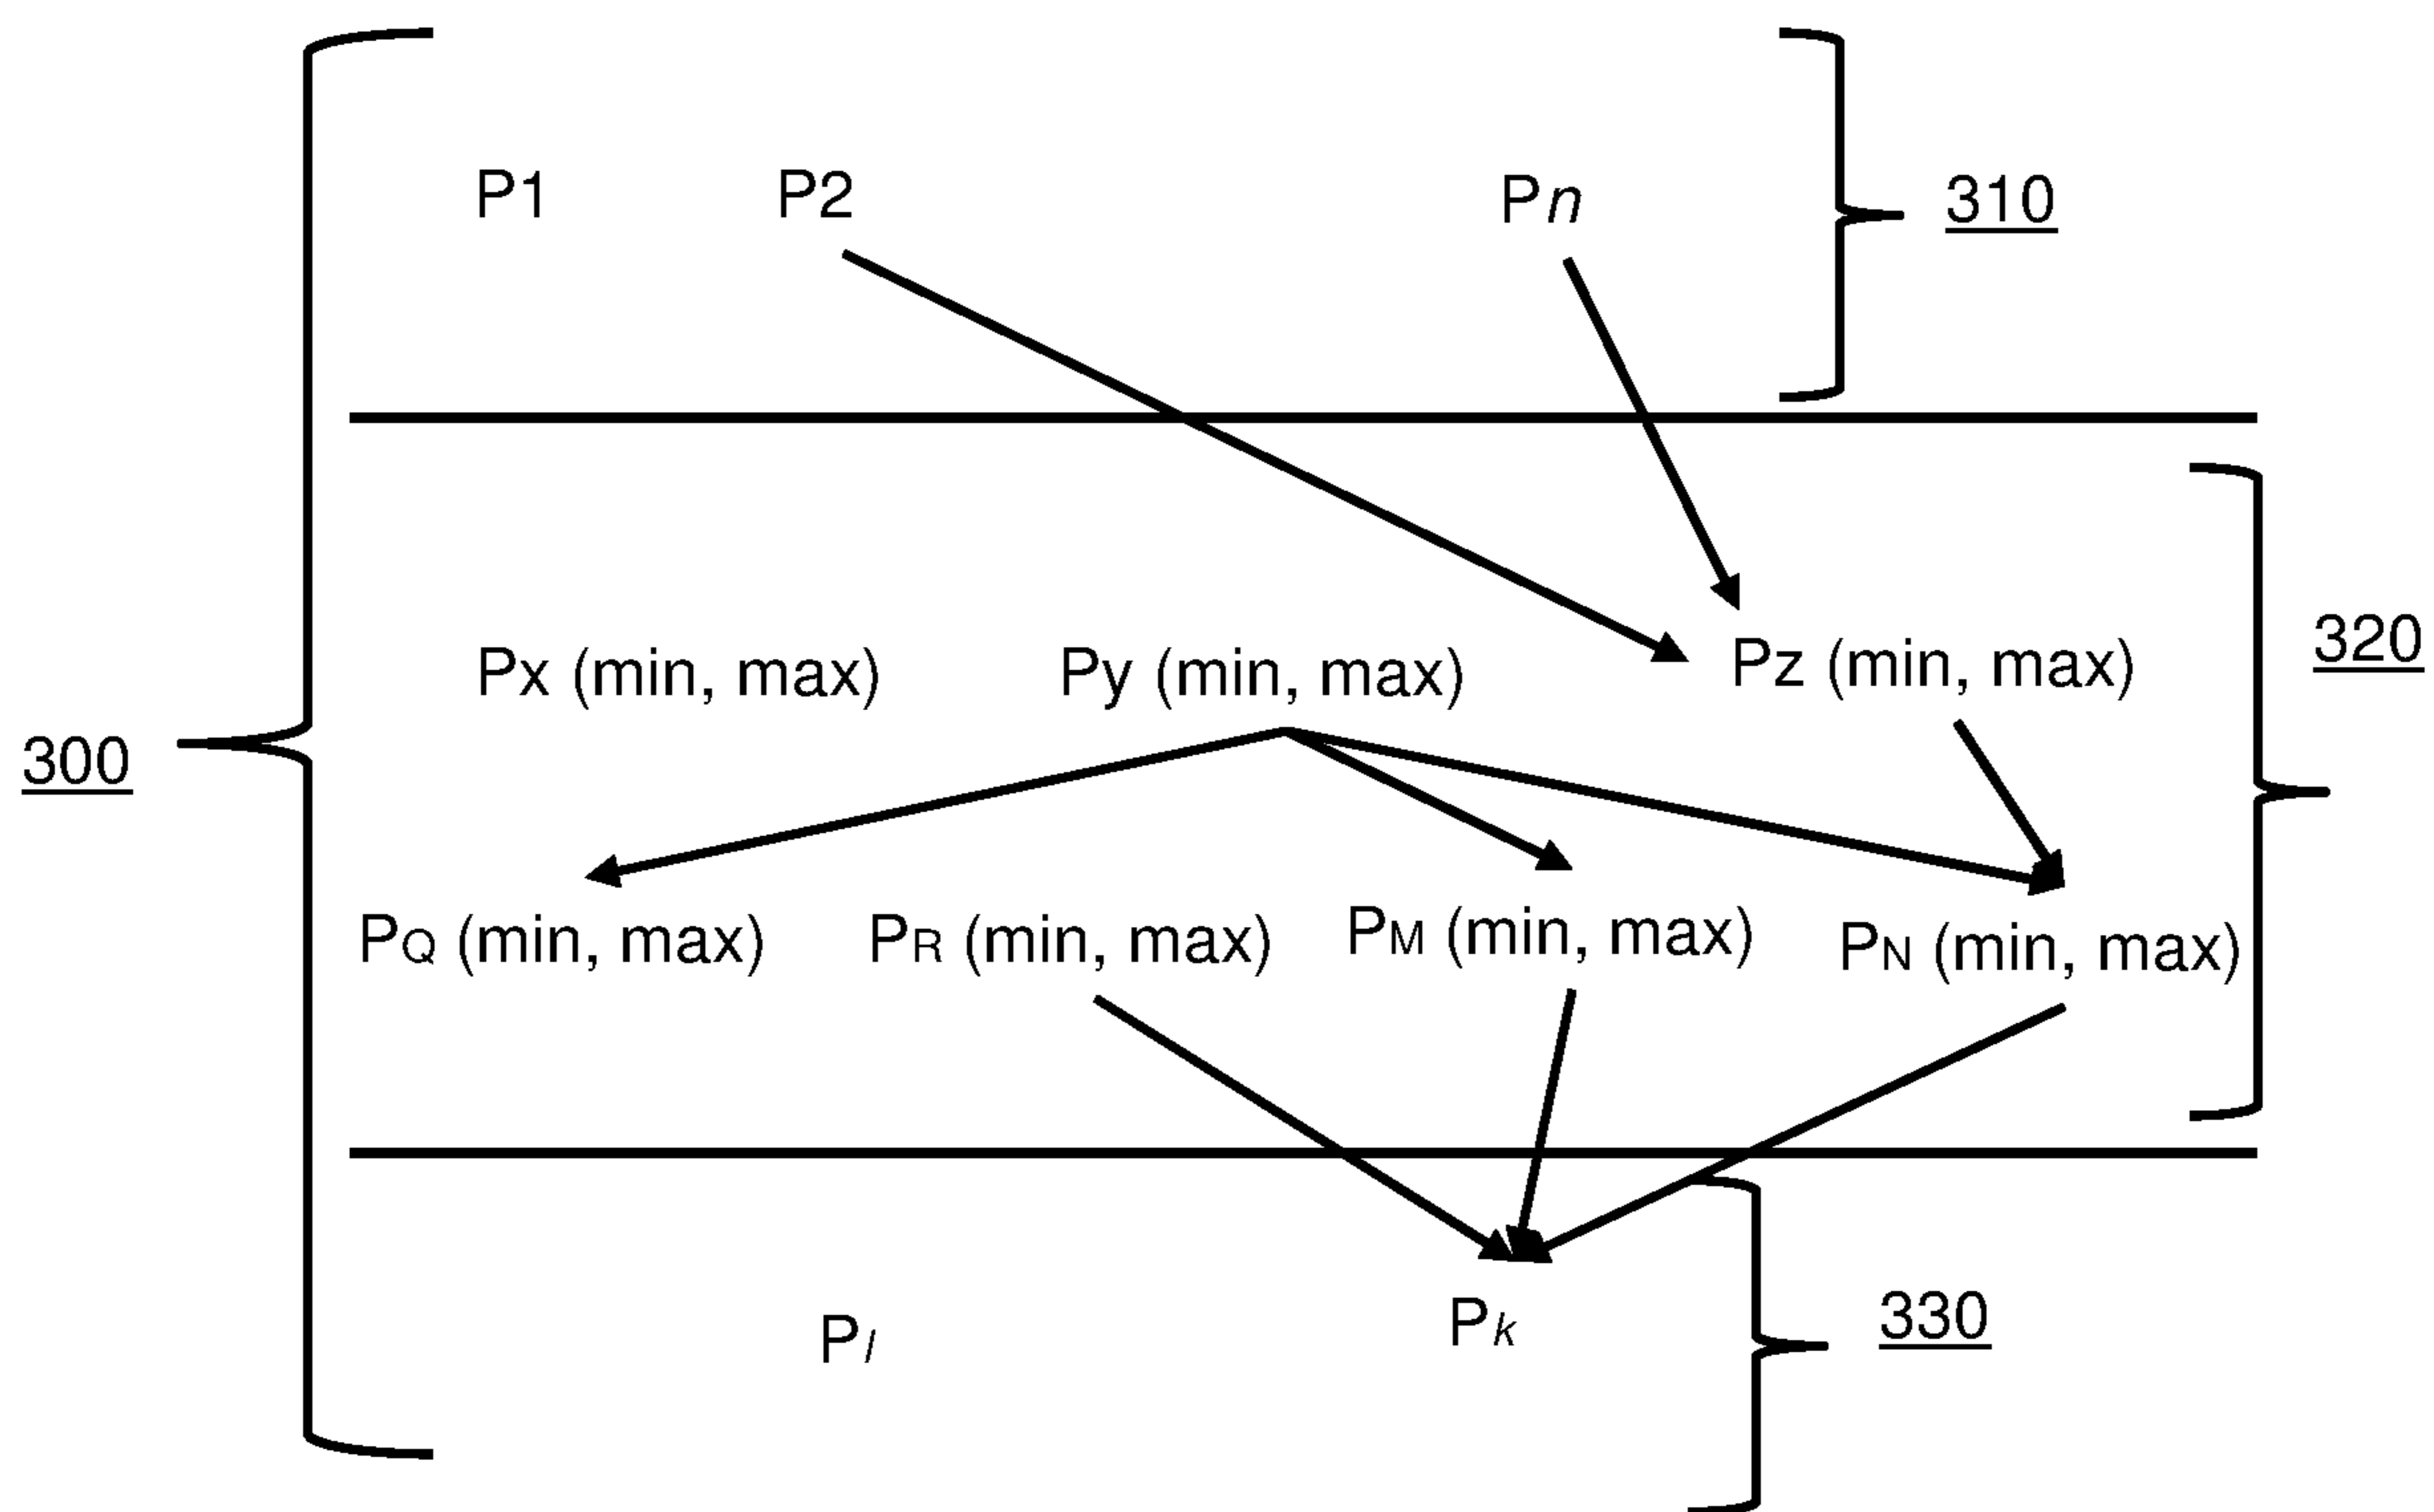 P1 P2 Pn 310
Px (min, max) Py (min, max) Pz (min, max) 320
300
PQ (min, max) PR (min, max) PM (min, max) PN (min, max)
Pl Pk 330